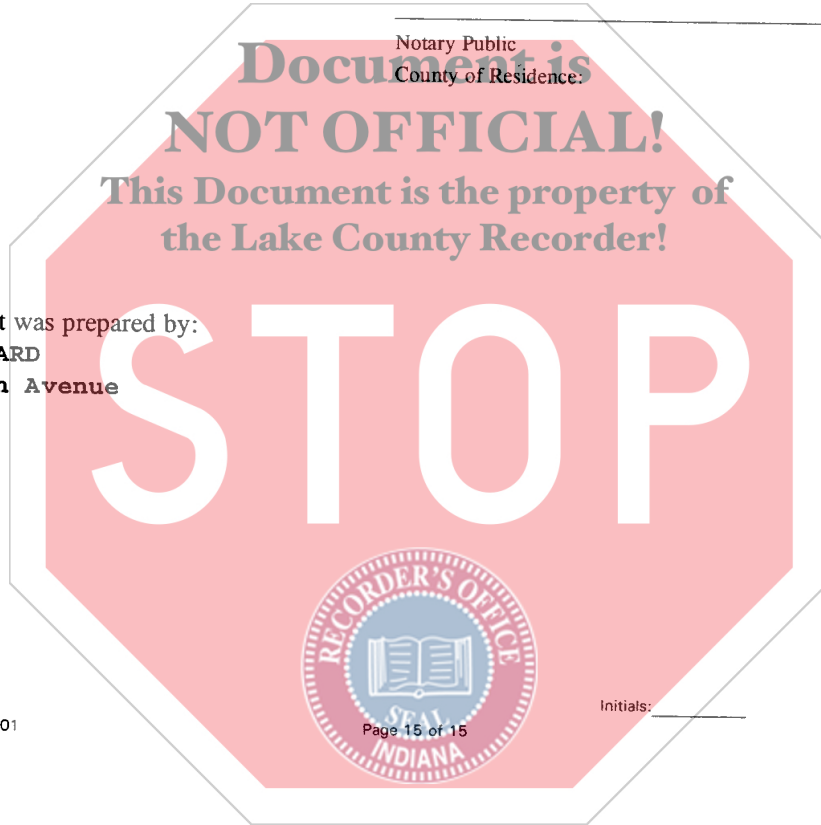 Notary Public
Document is
County of Residence:
NOT OFFICIAL!
This Document is the property of
the Lake County Recorder!
t was prepared by:
ARD
n Avenue
STOP
RECORDER'S OFFICE
SEAL
INDIANA
Initials:
01
Page 15 of 15